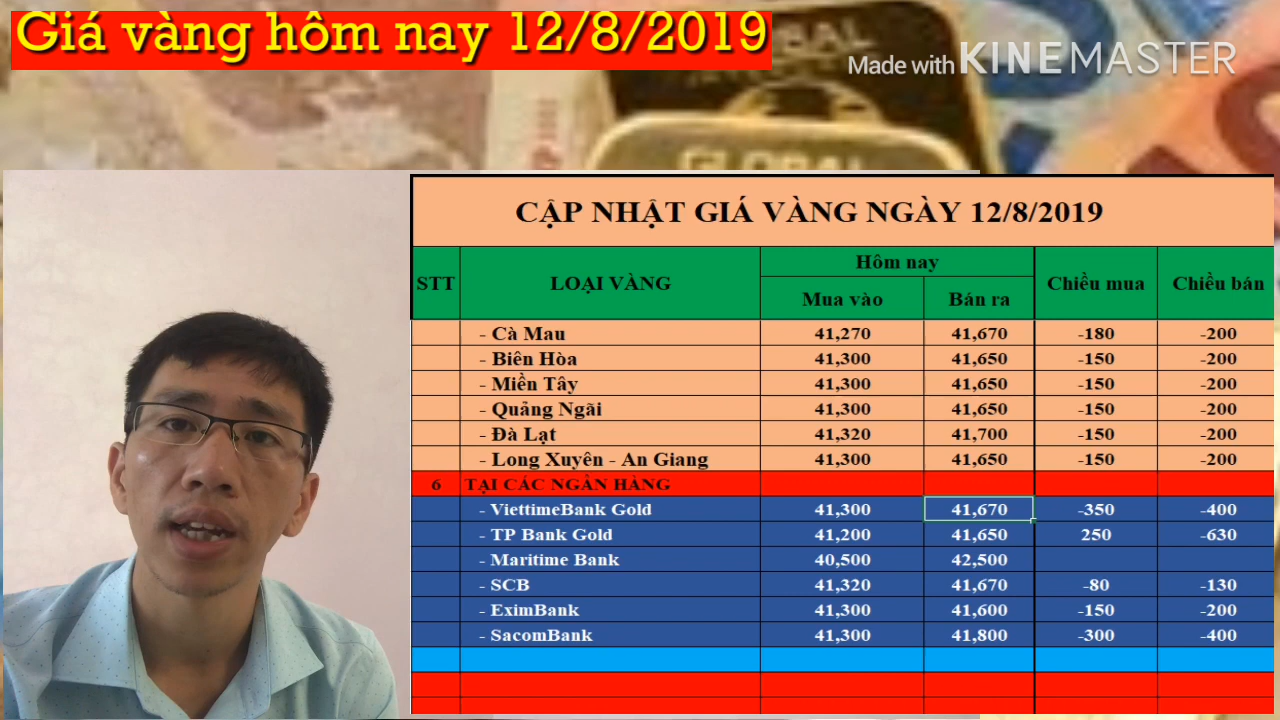 Giá vàng hôm nay 12/8/2019
Made with KINEMASTER
GLOBAL
CẬP NHẬT GIÁ VÀNG NGÀY 12/8/2019
STT LOẠI VÀNG Hôm nay Chiều mua Chiều bán
Mua vào Bán ra
- Cà Mau 41,270 41,670 -180 -200
- Biên Hòa 41,300 41,650 -150 -200
- Miền Tây 41,300 41,650 -150 -200
- Quảng Ngãi 41,300 41,650 -150 -200
- Đà Lạt 41,320 41,700 -150 -200
- Long Xuyên - An Giang 41,300 41,650 -150 -200
6 TẠI CÁC NGÂN HÀNG
- ViettimeBank Gold 41,300 41,670 -350 -400
- TP Bank Gold 41,200 41,650 250 -630
- Maritime Bank 40,500 42,500
- SCB 41,320 41,670 -80 -130
- EximBank 41,300 41,600 -150 -200
- SacomBank 41,300 41,800 -300 -400